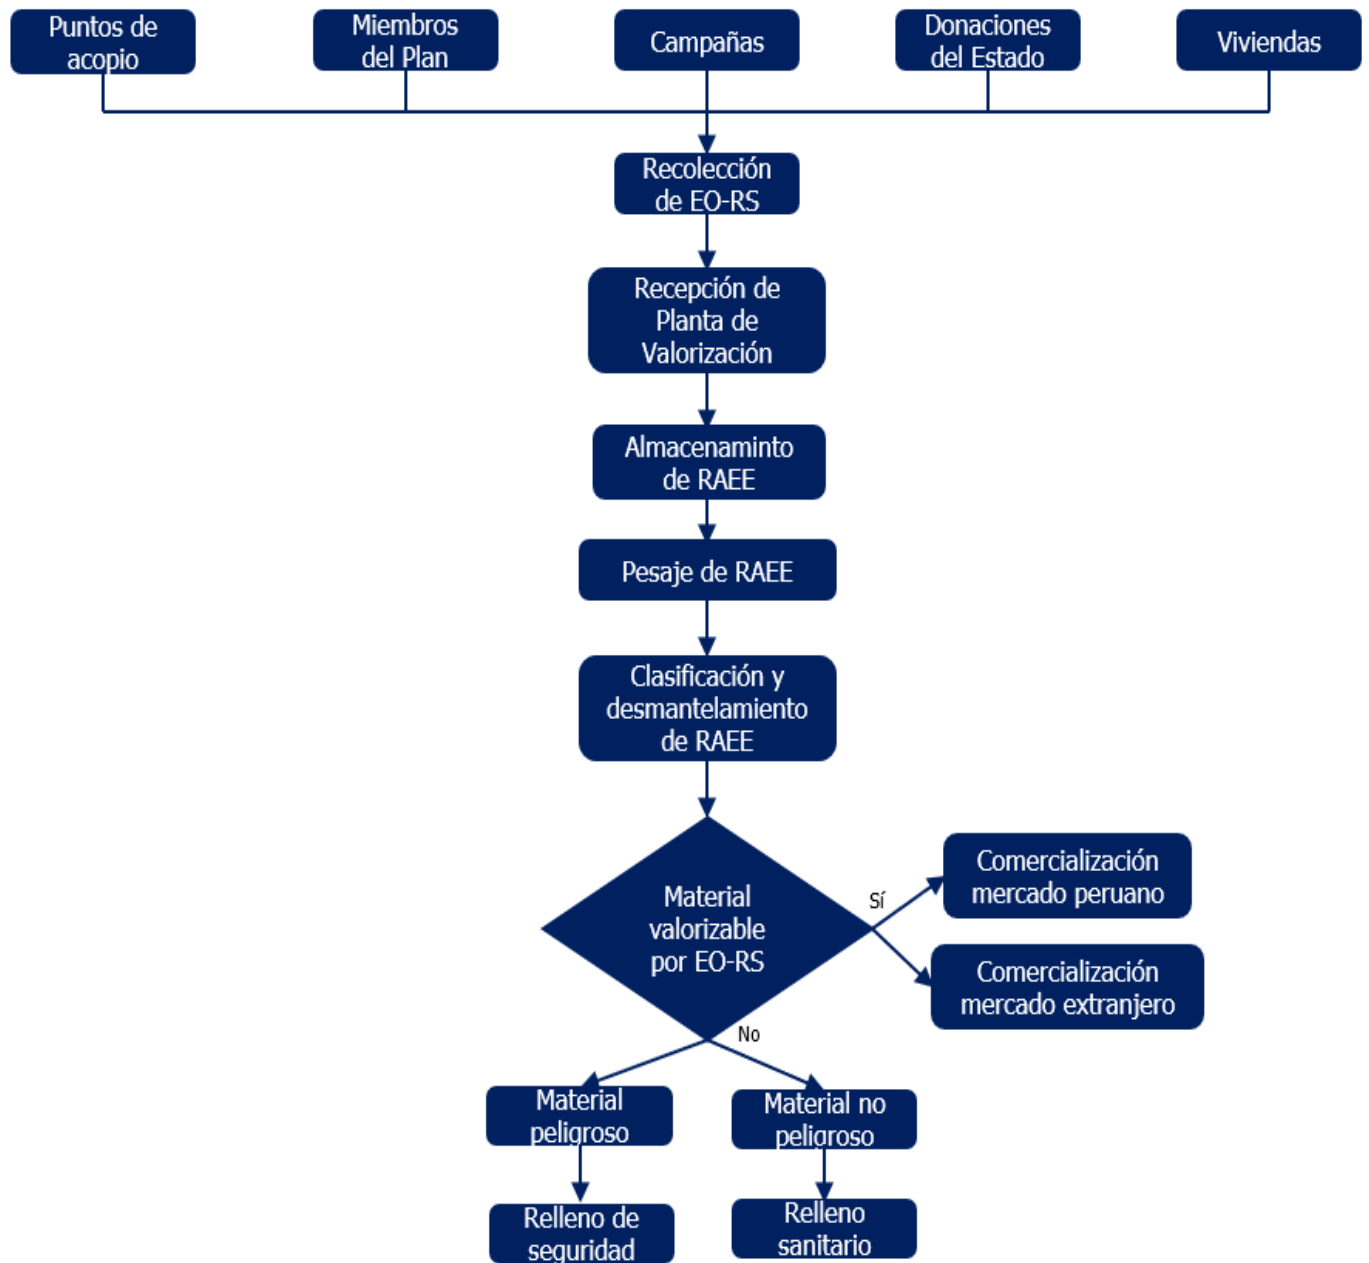 Puntos de
acopio
Miembros
del Plan
Campañas
Donaciones
del Estado
Viviendas
Recolección
de EO-RS
Recepción de
Planta de
Valorización
Almacenaminto
de RAEE
Pesaje de RAEE
Clasificación y
desmantelamiento
de RAEE
Material
valorizable
por EO-RS
Sí
Comercialización
mercado peruano
Comercialización
mercado extranjero
No
Material
peligroso
Material no
peligroso
Relleno de
seguridad
Relleno
sanitario